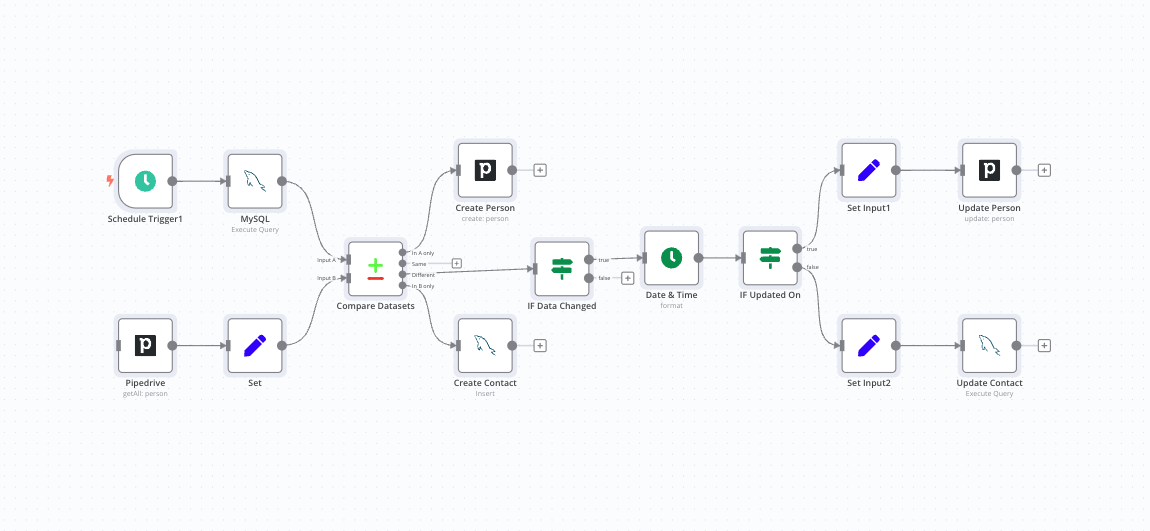 Schedule Trigger1
MySQL
Execute Query
Input A
Input B
Pipedrive
getAll: person
Set
Compare Datasets
In A only
Same
Different
In B only
Create Person
create: person
Create Contact
insert
IF Data Changed
true
false
Date & Time
format
IF Updated On
true
false
Set Input1
Update Person
update: person
Set Input2
Update Contact
Execute Query